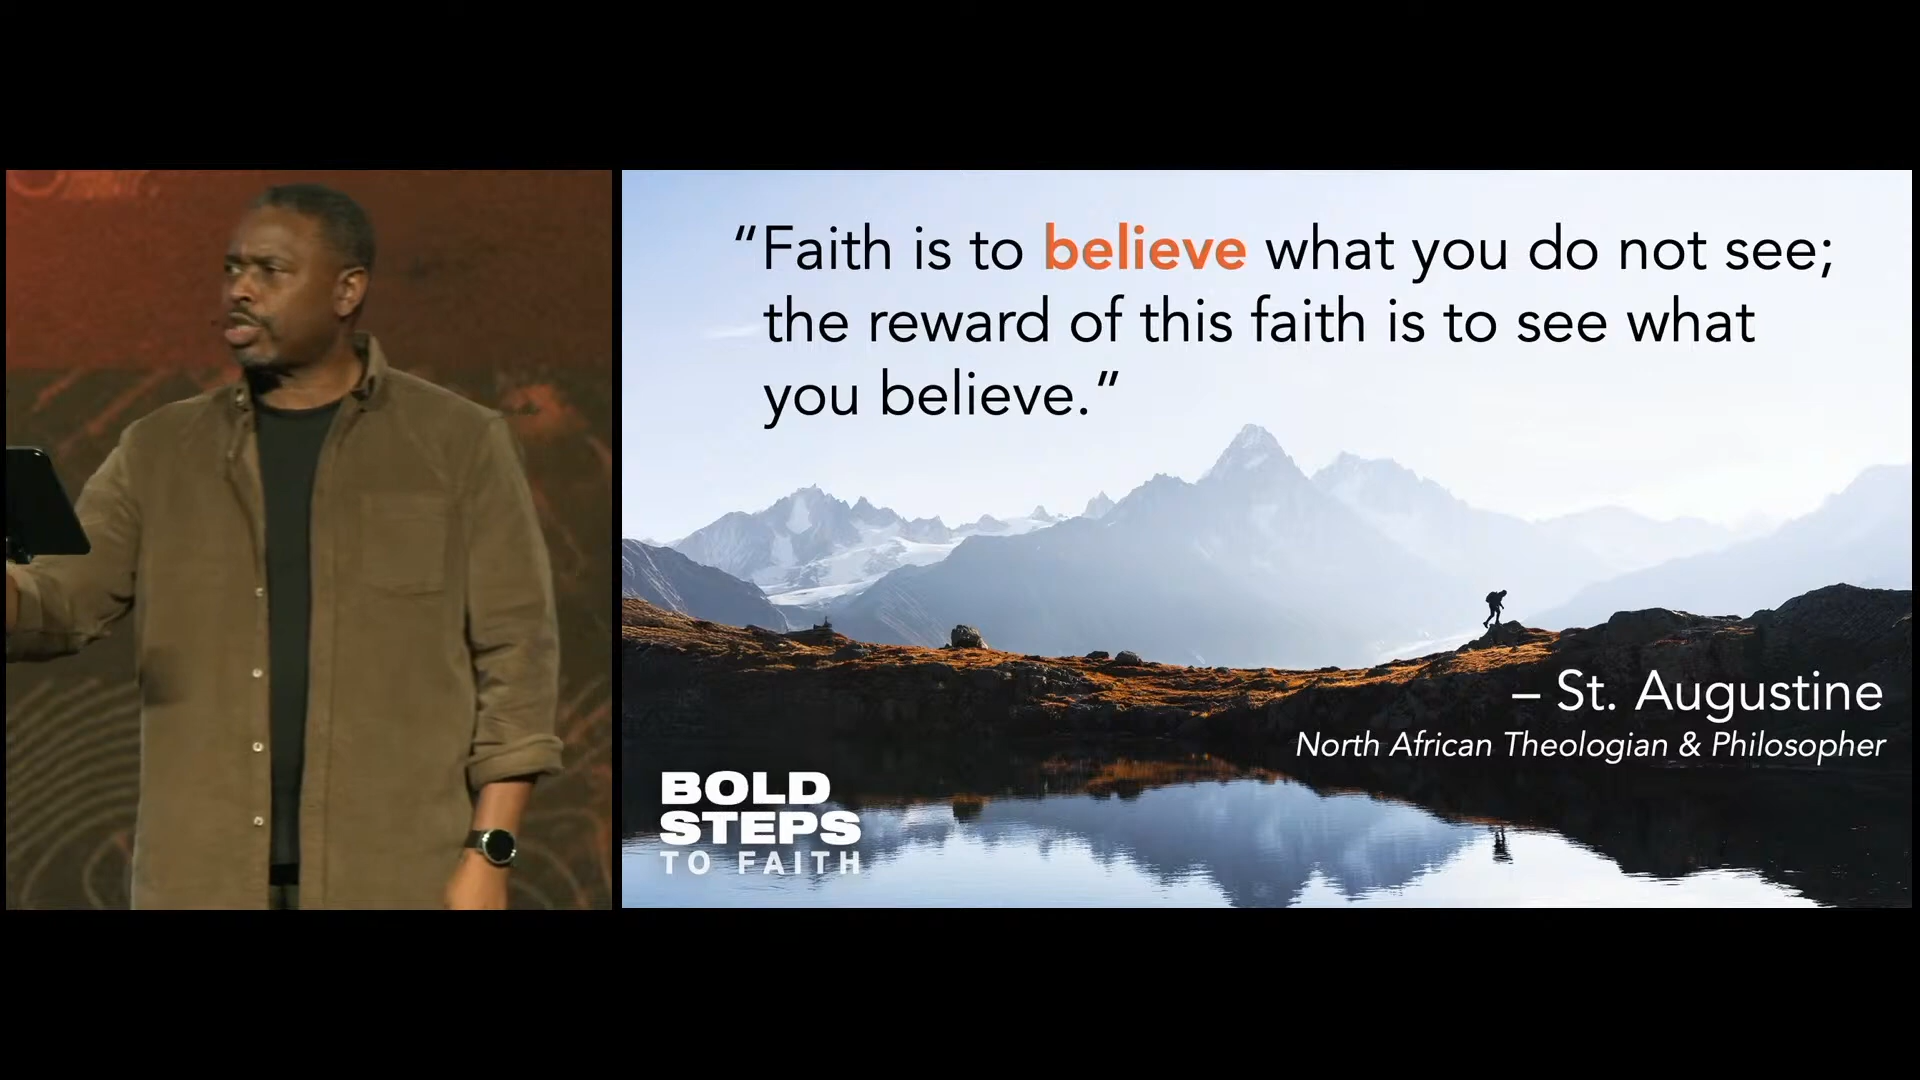 “Faith is to believe what you do not see;
the reward of this faith is to see what
you believe.”
– St. Augustine
North African Theologian & Philosopher
BOLD
STEPS
TO FAITH